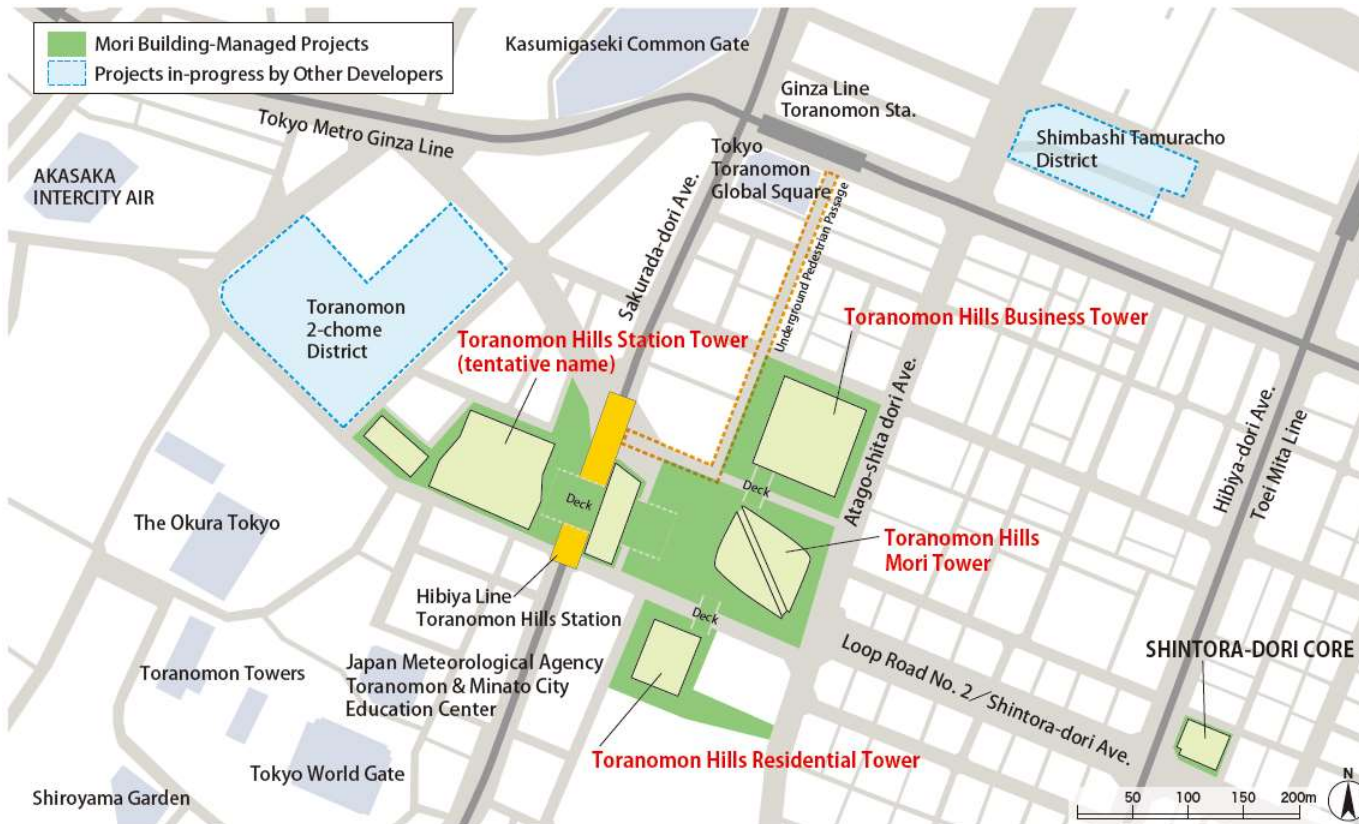 Mori Building-Managed Projects
Projects in-progress by Other Developers
Kasumigaseki Common Gate
Ginza Line
Toranomon Sta.
Tokyo Metro Ginza Line
Shimbashi Tamuracho
District
Tokyo
Toranomon
Global Square
AKASAKA
INTERCITY AIR
Sakurada-dori Ave.
Underground Pedestrian Passage
Toranomon
2-chome
District
Toranomon Hills Station Tower
(tentative name)
Toranomon Hills Business Tower
Atago-shita dori Ave.
Hibiya-dori Ave.
Toei Mita Line
Deck
Deck
The Okura Tokyo
Toranomon Hills
Mori Tower
Hibiya Line
Toranomon Hills Station
Deck
Loop Road No. 2／Shintora-dori Ave.
SHINTORA-DORI CORE
Toranomon Towers
Japan Meteorological Agency
Toranomon & Minato City
Education Center
Toranomon Hills Residential Tower
Tokyo World Gate
Shiroyama Garden
50 100 150 200m
N